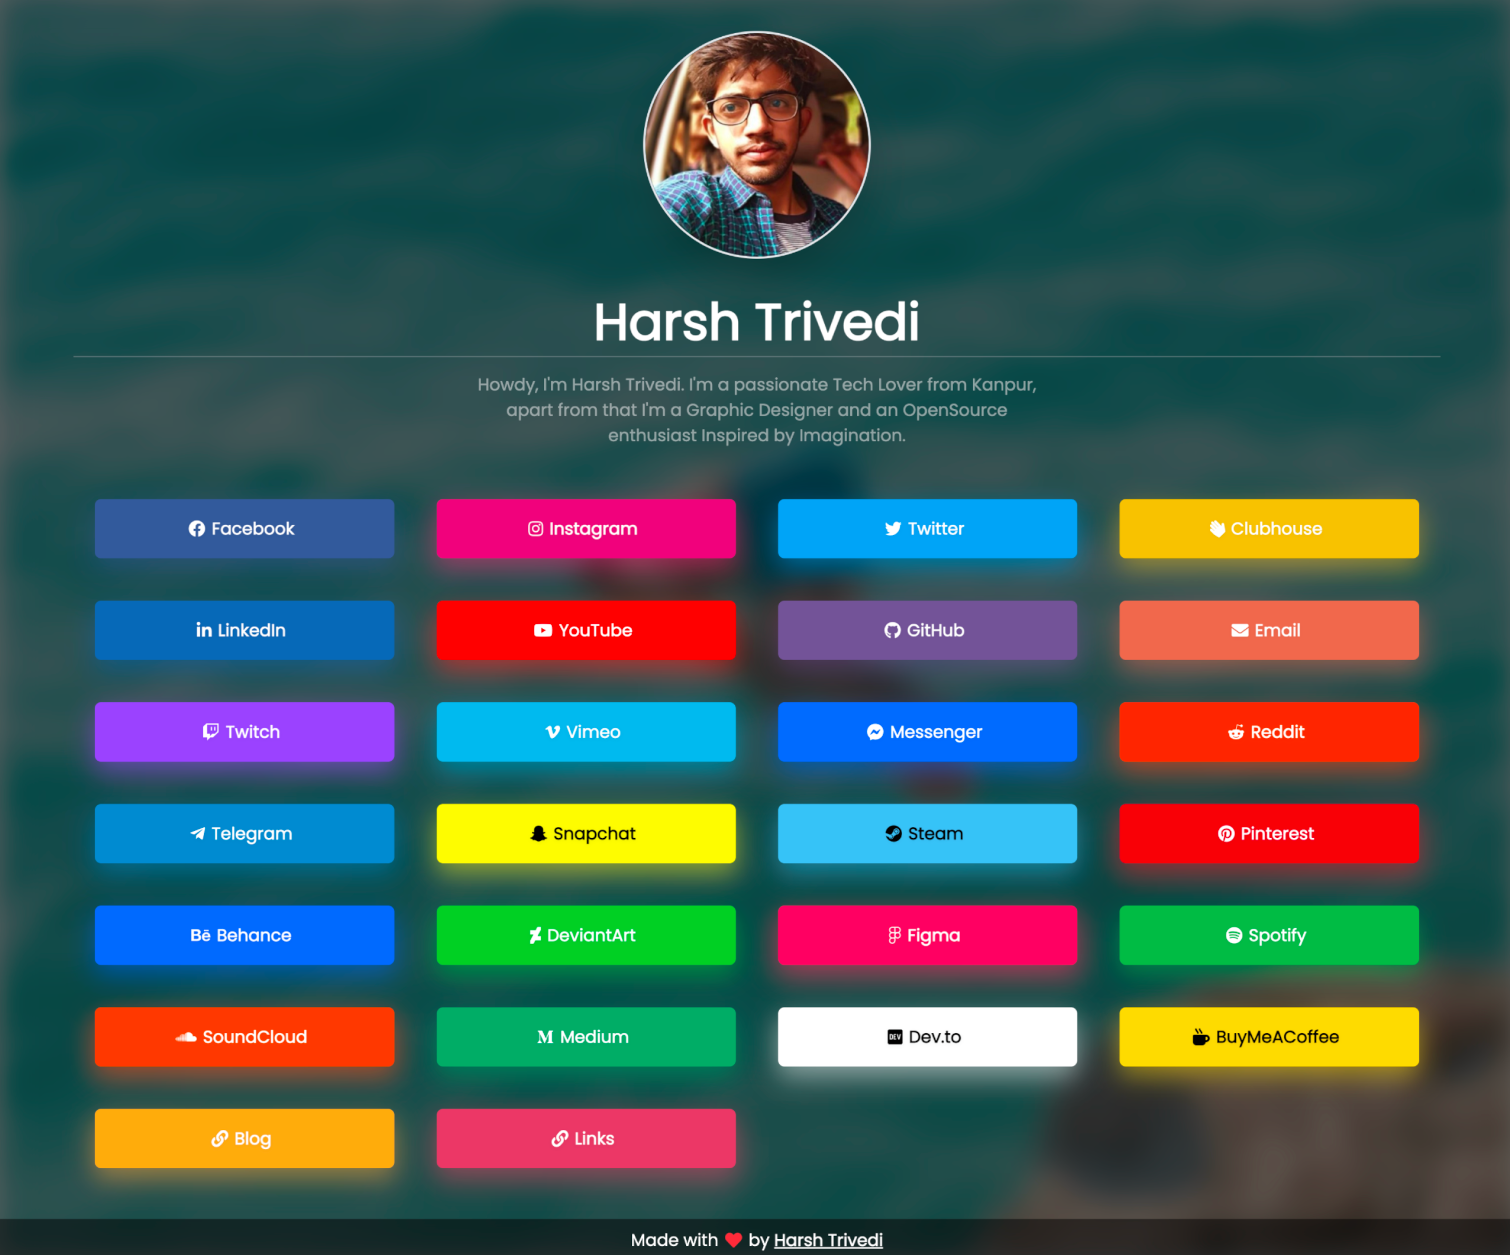 Harsh Trivedi
Howdy, I'm Harsh Trivedi. I'm a passionate Tech Lover from Kanpur,
apart from that I'm a Graphic Designer and an OpenSource
enthusiast Inspired by Imagination.
Facebook
Instagram
Twitter
Clubhouse
LinkedIn
YouTube
GitHub
Email
Twitch
Vimeo
Messenger
Reddit
Telegram
Snapchat
Steam
Pinterest
Bē Behance
DeviantArt
Figma
Spotify
SoundCloud
M Medium
DEV Dev.to
BuyMeACoffee
Blog
Links
Made with ❤ by Harsh Trivedi